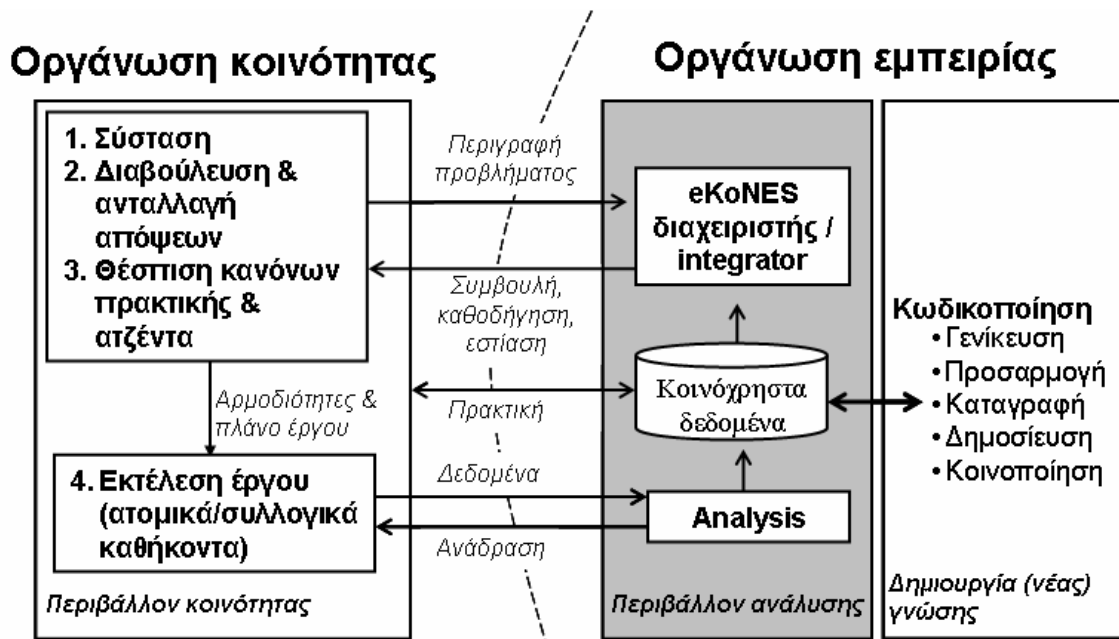 Οργάνωση κοινότητας
Οργάνωση εμπειρίας
1. Σύσταση
2. Διαβούλευση &
ανταλλαγή
απόψεων
3. Θέσπιση κανόνων
πρακτικής &
ατζέντα
Αρμοδιότητες &
πλάνο έργου
4. Εκτέλεση έργου
(ατομικά/συλλογικά
καθήκοντα)
Περιβάλλον κοινότητας
Περιγραφή
προβλήματος
Συμβουλή,
καθοδήγηση,
εστίαση
Πρακτική
Δεδομένα
Ανάδραση
eKoNES
διαχειριστής /
integrator
Κοινόχρηστα
δεδομένα
Analysis
Περιβάλλον ανάλυσης
Κωδικοποίηση
•Γενίκευση
•Προσαρμογή
•Καταγραφή
•Δημοσίευση
•Κοινοποίηση
Δημιουργία (νέας)
γνώσης